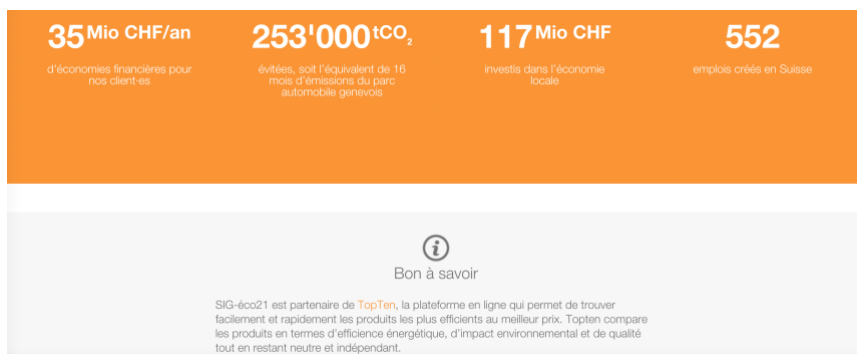 35 Mio CHF/an
d'économies financières pour
nos client·es
253'000 tCO₂
évitées, soit l'équivalent de 16
mois d'émissions du parc
automobile genevois
117 Mio CHF
investis dans l'économie
locale
552
emplois créés en Suisse
i
Bon à savoir
SIG-éco21 est partenaire de TopTen, la plateforme en ligne qui permet de trouver
facilement et rapidement les produits les plus efficients au meilleur prix. Topten compare
les produits en termes d'efficience énergétique, d'impact environnemental et de qualité
tout en restant neutre et indépendant.